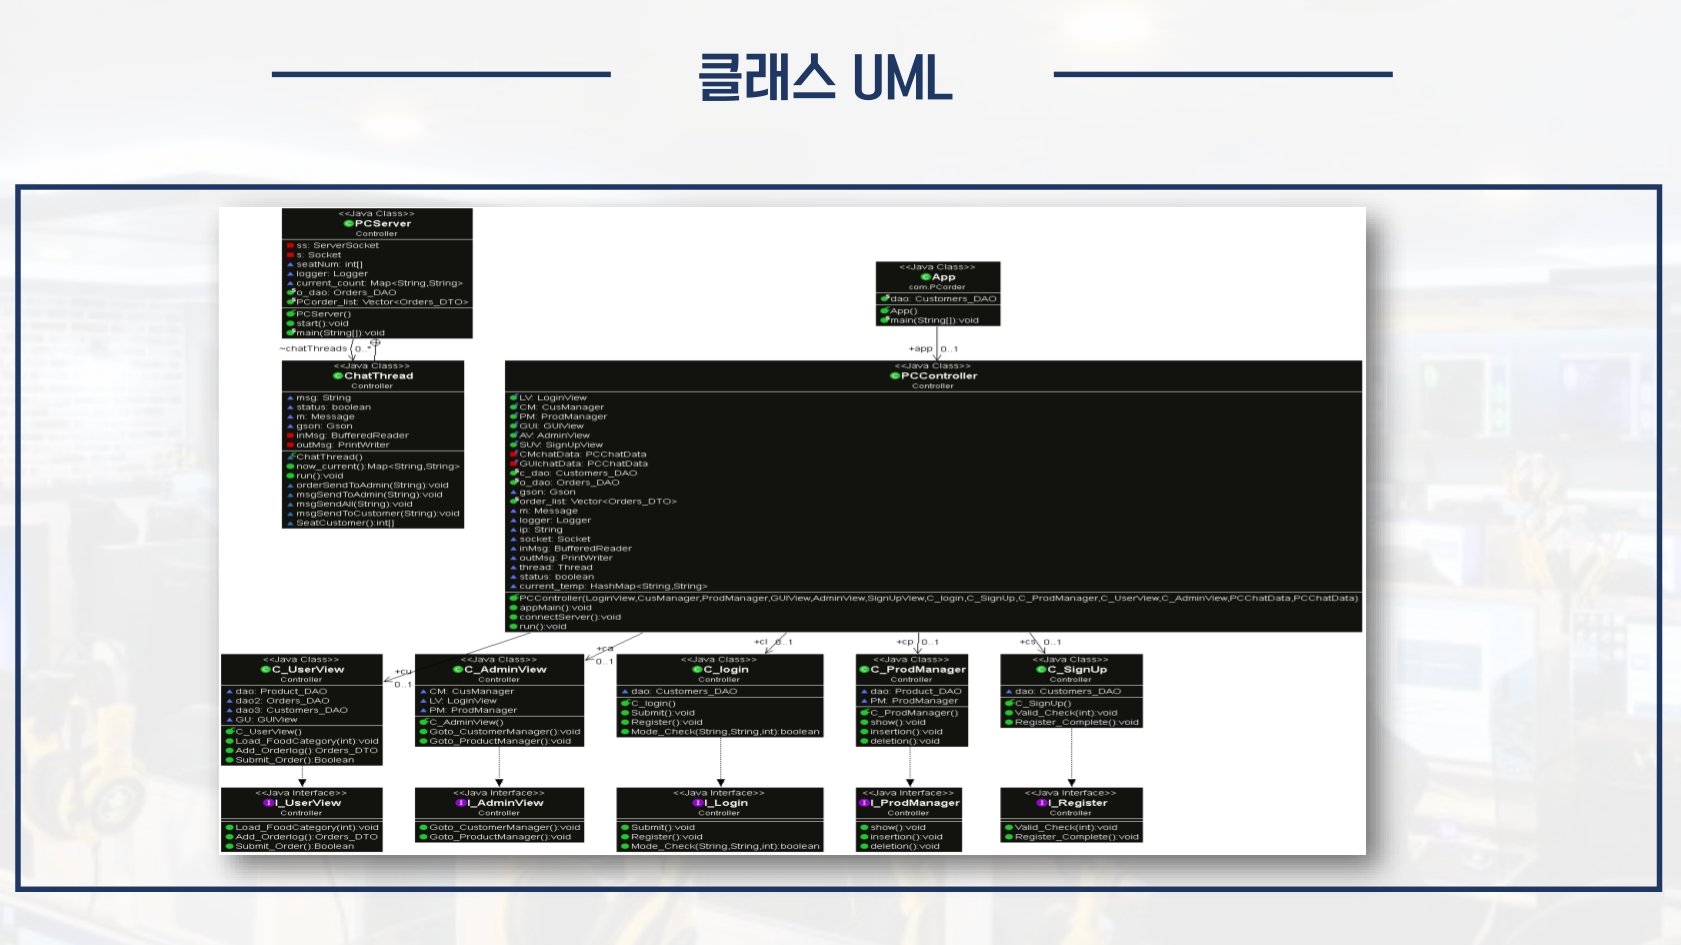 클래스 UML
<<Java Class>>
PCServer
Controller
ss: ServerSocket
s: Socket
seatNum: int[]
logger: Logger
current_count: Map<String,String>
o_dao: Orders_DAO
PCorder_list: Vector<Orders_DTO>
PCServer()
start():void
main(String[]):void
~chatThreads 0..*
<<Java Class>>
ChatThread
Controller
msg: String
status: boolean
m: Message
gson: Gson
inMsg: BufferedReader
outMsg: PrintWriter
ChatThread()
now_current():Map<String,String>
run():void
orderSendToAdmin(String):void
msgSendToAdmin(String):void
msgSendAll(String):void
msgSendToCustomer(String):void
SeatCustomer():int[]
<<Java Class>>
App
com.PCorder
dao: Customers_DAO
App()
main(String[]):void
+app 0..1
<<Java Class>>
PCController
Controller
LV: LoginView
CM: CusManager
PM: ProdManager
GUI: GUIView
AV: AdminView
SUV: SignUpView
CMchatData: PCChatData
GUIchatData: PCChatData
c_dao: Customers_DAO
o_dao: Orders_DAO
gson: Gson
order_list: Vector<Orders_DTO>
m: Message
logger: Logger
ip: String
socket: Socket
inMsg: BufferedReader
outMsg: PrintWriter
thread: Thread
status: boolean
current_temp: HashMap<String,String>
PCController(LoginView,CusManager,ProdManager,GUIView,AdminView,SignUpView,C_login,C_SignUp,C_ProdManager,C_UserView,C_AdminView,PCChatData,PCChatData)
appMain():void
connectServer():void
run():void
+cu
0..1
+ca
0..1
+cl 0..1
+cp 0..1
+cs 0..1
<<Java Class>>
C_UserView
Controller
dao: Product_DAO
dao2: Orders_DAO
dao3: Customers_DAO
GU: GUIView
C_UserView()
Load_FoodCategory(int):void
Add_Orderlog():Orders_DTO
Submit_Order():Boolean
<<Java Class>>
C_AdminView
Controller
CM: CusManager
LV: LoginView
PM: ProdManager
C_AdminView()
Goto_CustomerManager():void
Goto_ProductManager():void
<<Java Class>>
C_login
Controller
dao: Customers_DAO
C_login()
Submit():void
Register():void
Mode_Check(String,String,int):boolean
<<Java Class>>
C_ProdManager
Controller
dao: Product_DAO
PM: ProdManager
C_ProdManager()
show():void
insertion():void
deletion():void
<<Java Class>>
C_SignUp
Controller
dao: Customers_DAO
C_SignUp()
Valid_Check(int):void
Register_Complete():void
<<Java Interface>>
I_UserView
Controller
Load_FoodCategory(int):void
Add_Orderlog():Orders_DTO
Submit_Order():Boolean
<<Java Interface>>
I_AdminView
Controller
Goto_CustomerManager():void
Goto_ProductManager():void
<<Java Interface>>
I_Login
Controller
Submit():void
Register():void
Mode_Check(String,String,int):boolean
<<Java Interface>>
I_ProdManager
Controller
show():void
insertion():void
deletion():void
<<Java Interface>>
I_Register
Controller
Valid_Check(int):void
Register_Complete():void